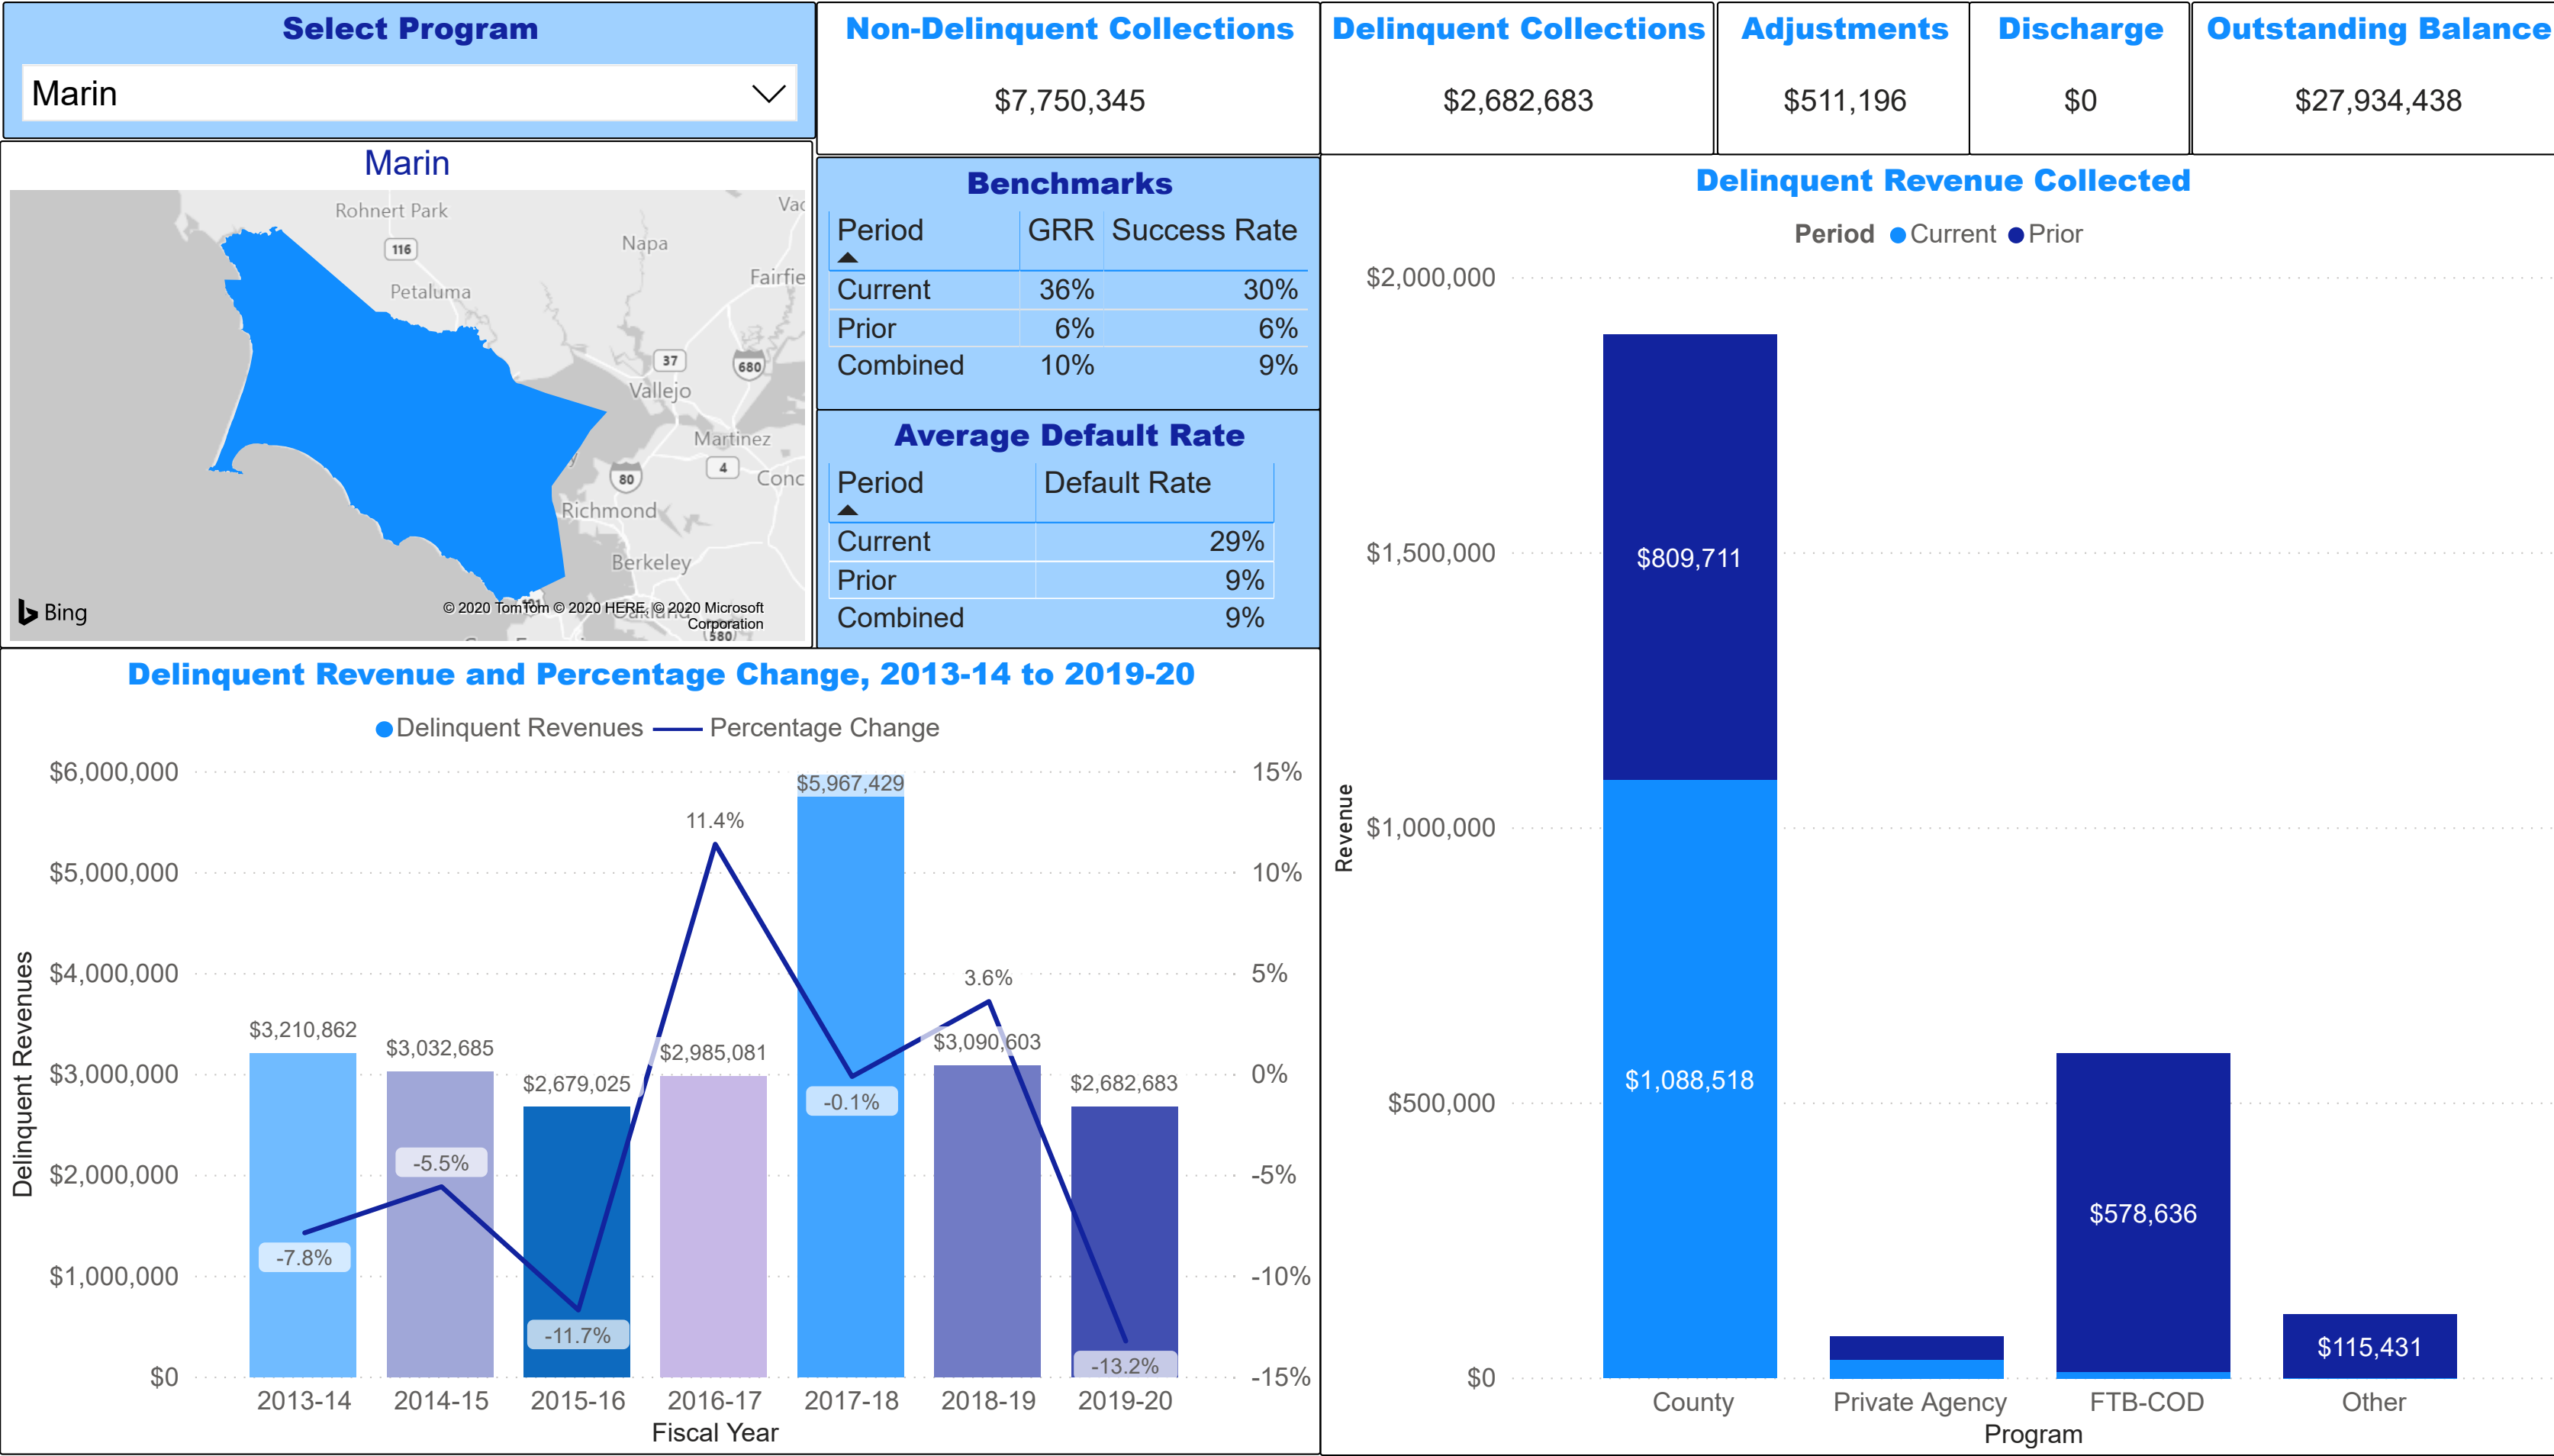 Select Program
Marin
Non-Delinquent Collections
$7,750,345
Delinquent Collections
$2,682,683
Adjustments
$511,196
Discharge
$0
Outstanding Balance
$27,934,438
Marin
Rohnert Park
116
Napa
Petaluma
37
680
Vallejo
Martinez
4
80
Richmond
Berkeley
Bing
© 2020 TomTom © 2020 HERE, © 2020 Microsoft
Corporation
Oakland
580
Benchmarks
Period GRR Success Rate
Current 36% 30%
Prior 6% 6%
Combined 10% 9%
Average Default Rate
Period Default Rate
Current 29%
Prior 9%
Combined 9%
Delinquent Revenue and Percentage Change, 2013-14 to 2019-20
Delinquent Revenues Percentage Change
Delinquent Revenues
$6,000,000
$5,000,000
$4,000,000
$3,000,000
$2,000,000
$1,000,000
$0
15%
10%
5%
0%
-5%
-10%
-15%
$3,210,862
$3,032,685
$2,679,025
$2,985,081
$5,967,429
$3,090,603
$2,682,683
-7.8%
-5.5%
-11.7%
11.4%
-0.1%
3.6%
-13.2%
2013-14 2014-15 2015-16 2016-17 2017-18 2018-19 2019-20
Fiscal Year
Delinquent Revenue Collected
Period Current Prior
Revenue
$2,000,000
$1,500,000
$1,000,000
$500,000
$0
$809,711
$1,088,518
$578,636
$115,431
County Private Agency FTB-COD Other
Program